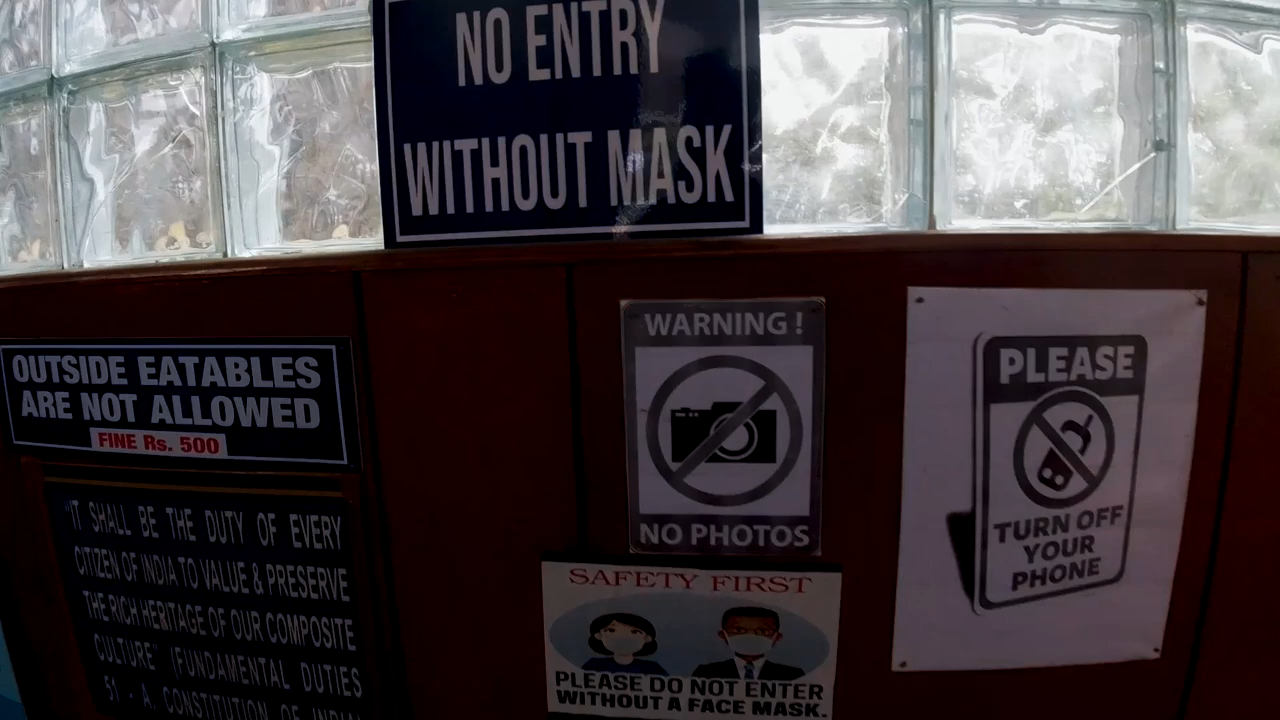 NO ENTRY
WITHOUT MASK
OUTSIDE EATABLES
ARE NOT ALLOWED
FINE Rs. 500
"IT SHALL BE THE DUTY OF EVERY
CITIZEN OF INDIA TO VALUE & PRESERVE
THE RICH HERITAGE OF OUR COMPOSITE
CULTURE" (FUNDAMENTAL DUTIES
51 - A, CONSTITUTION OF INDIA
WARNING !
NO PHOTOS
SAFETY FIRST
PLEASE DO NOT ENTER
WITHOUT A FACE MASK.
PLEASE
TURN OFF
YOUR
PHONE